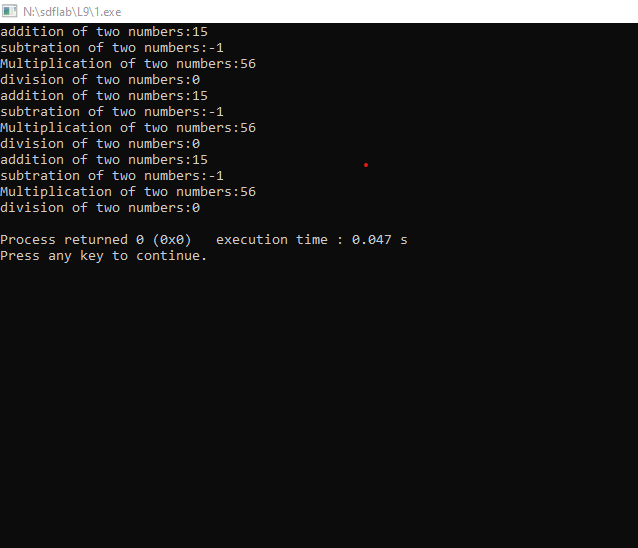 N:\sdflab\L9\1.exe
addition of two numbers:15
subtration of two numbers:-1
Multiplication of two numbers:56
division of two numbers:0
addition of two numbers:15
subtration of two numbers:-1
Multiplication of two numbers:56
division of two numbers:0
addition of two numbers:15
subtration of two numbers:-1
Multiplication of two numbers:56
division of two numbers:0
Process returned 0 (0x0)   execution time : 0.047 s
Press any key to continue.